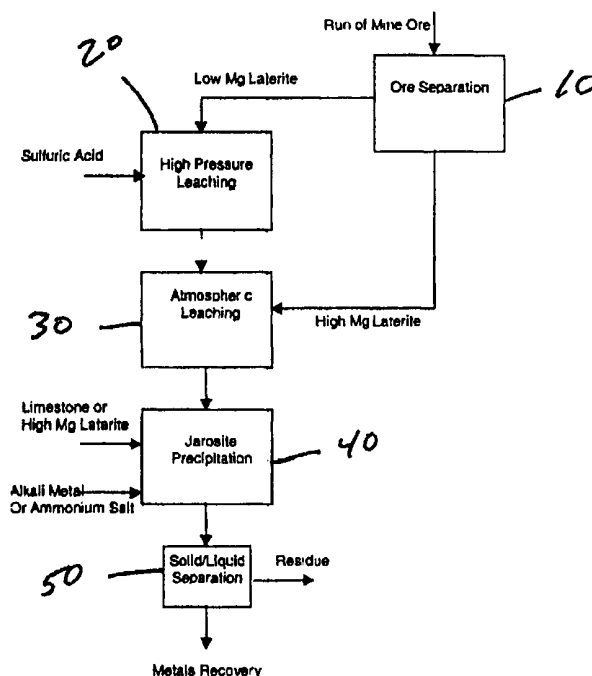 Run of Mine Ore
20
Low Mg Laterite
Ore Separation
10
Sulfuric Acid
High Pressure
Leaching
Atmospher c
Leaching
30
High Mg Laterite
Limestone or
High Mg Laterite
Jarosite
Precipitation
40
Alkali Metal
Or Ammonium Salt
Solid/Liquid
Separation
50
Residue
Metals Recovery